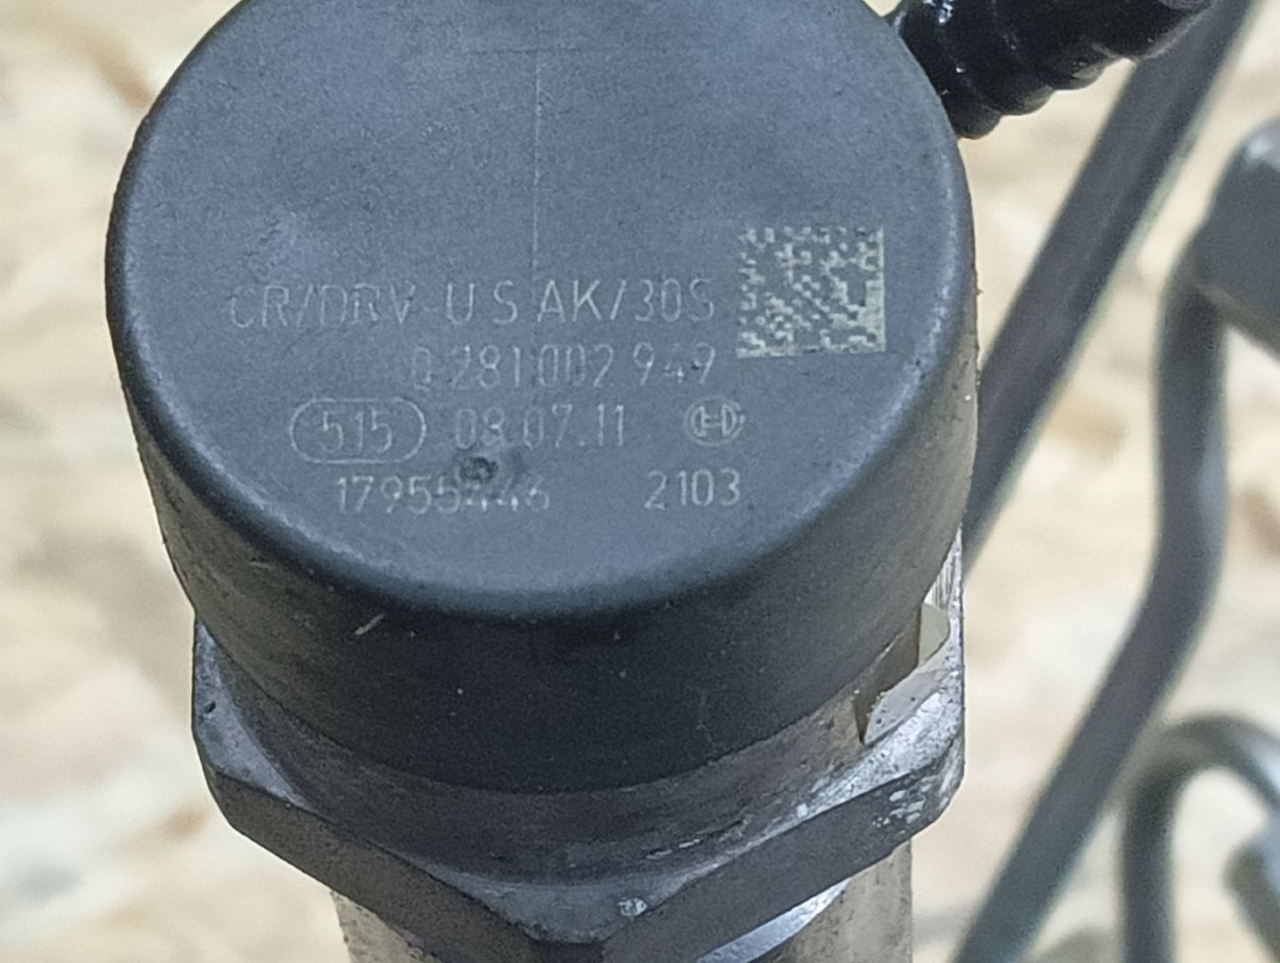 CR/DRV-U S AK/30S
0 281 002 949
515 08.07.11
17955446 2103